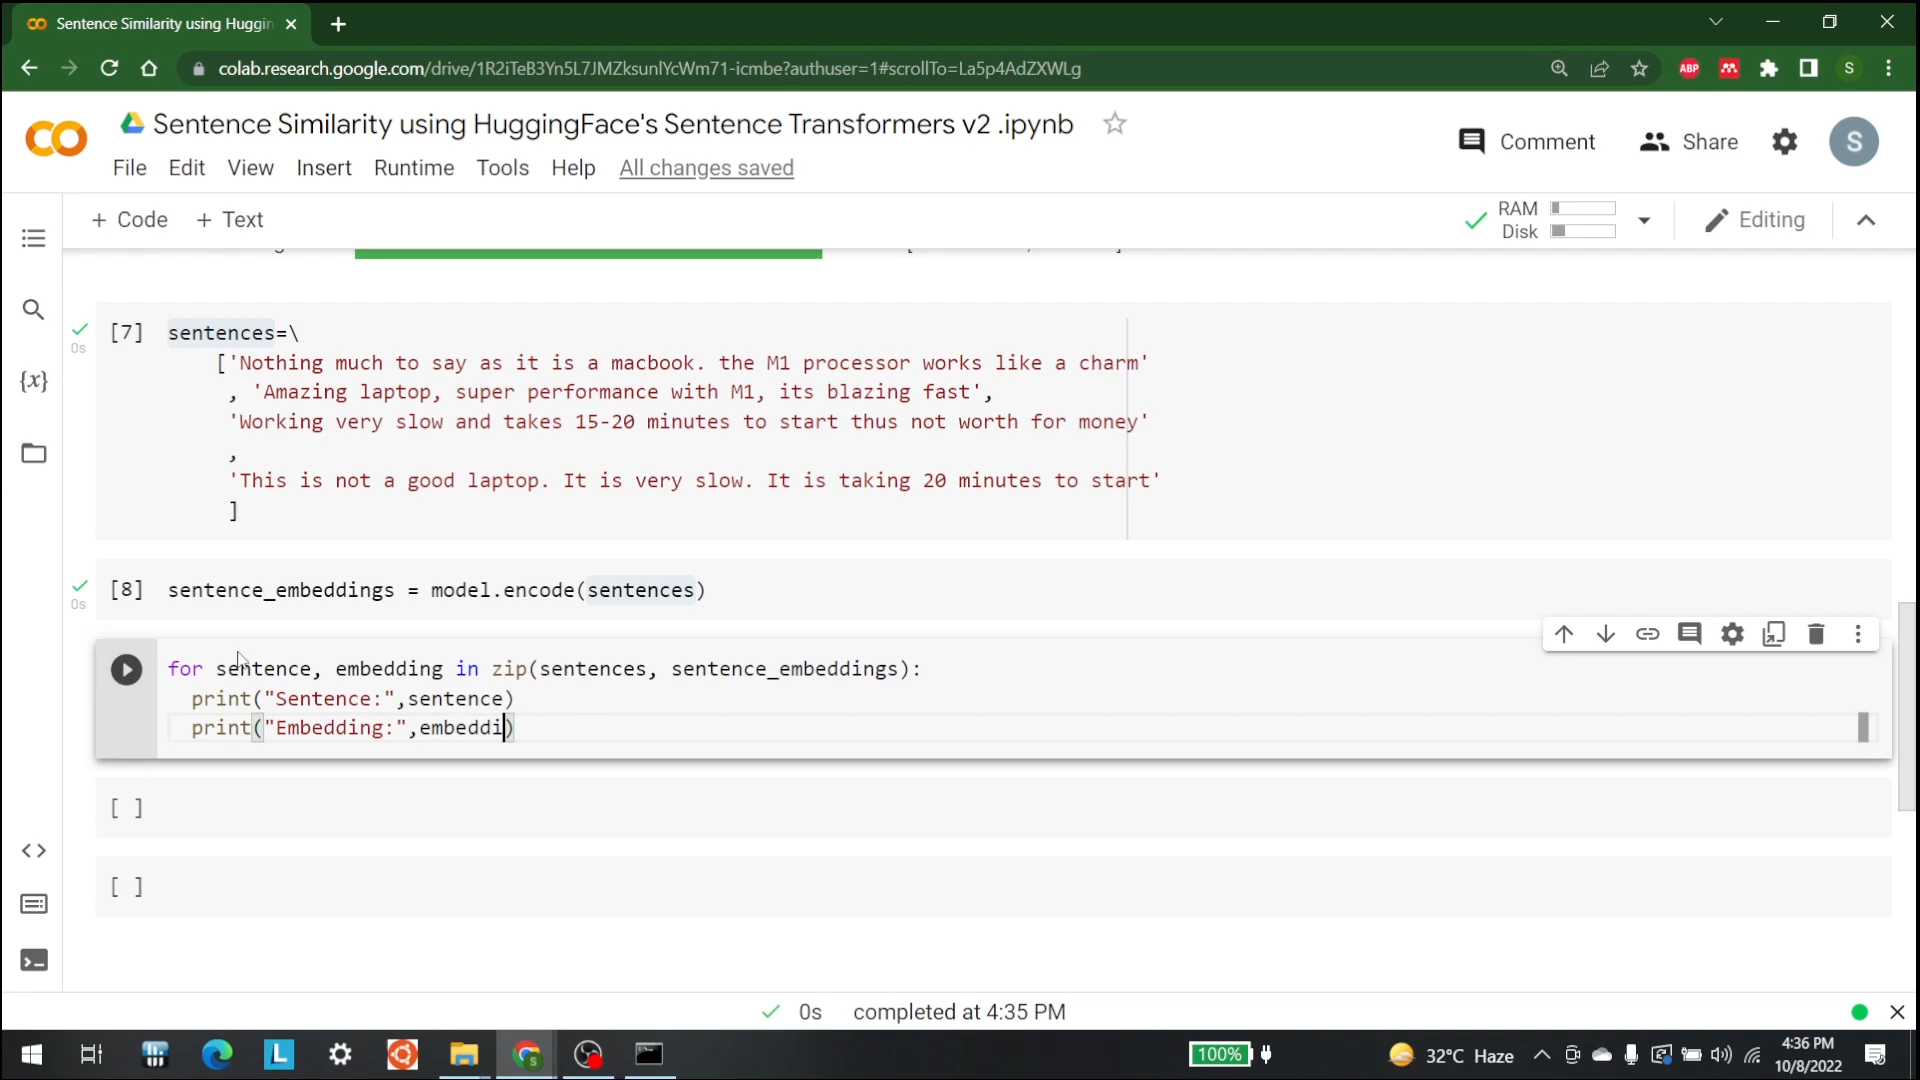 Sentence Similarity using Huggin
colab.research.google.com/drive/1R2iTeB3Yn5L7JMZksunlYcWm71-icmbe?authuser=1#scrollTo=La5p4AdZXWLg
ABP
S
Sentence Similarity using HuggingFace's Sentence Transformers v2 .ipynb
Comment
Share
S
File Edit View Insert Runtime Tools Help All changes saved
+ Code + Text
RAM
Disk
Editing
[7] sentences=\
['Nothing much to say as it is a macbook. the M1 processor works like a charm'
, 'Amazing laptop, super performance with M1, its blazing fast',
'Working very slow and takes 15-20 minutes to start thus not worth for money'
,
'This is not a good laptop. It is very slow. It is taking 20 minutes to start'
]
0s
{x}
[8] sentence_embeddings = model.encode(sentences)
0s
for sentence, embedding in zip(sentences, sentence_embeddings):
print("Sentence:",sentence)
print("Embedding:",embeddi)
[ ]
[ ]
0s completed at 4:35 PM
L
100%
32°C Haze
4:36 PM
10/8/2022